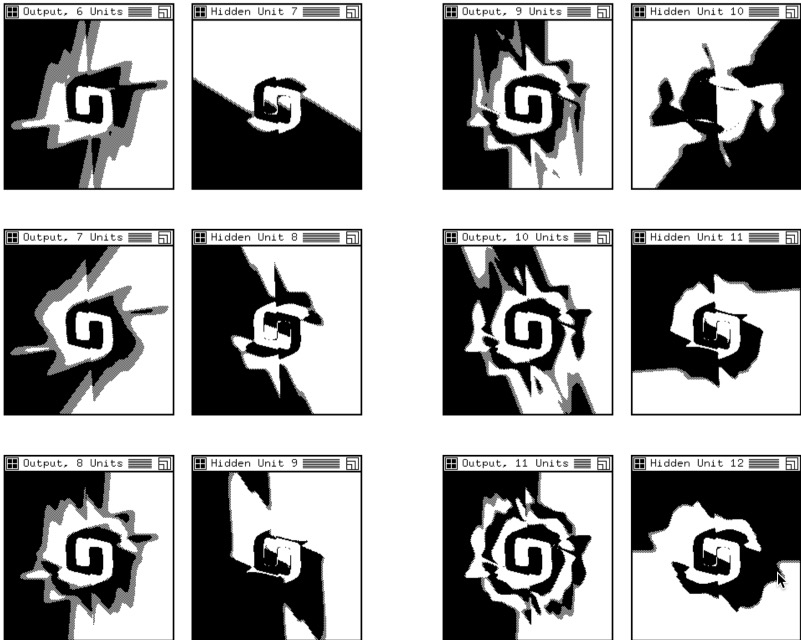 Output, 6 Units
Hidden Unit 7
Output, 9 Units
Hidden Unit 10
Output, 7 Units
Hidden Unit 8
Output, 10 Units
Hidden Unit 11
Output, 8 Units
Hidden Unit 9
Output, 11 Units
Hidden Unit 12